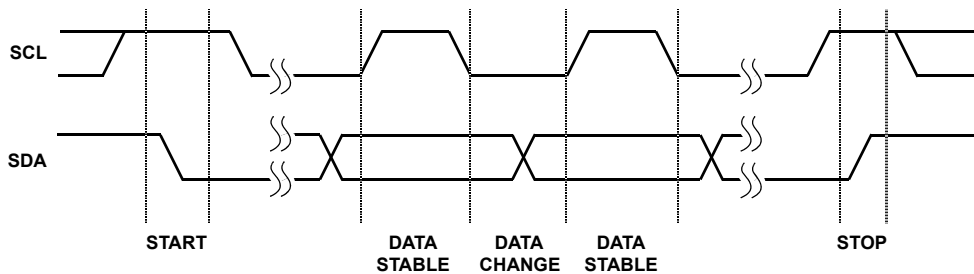 SCL
SDA
START
DATA
STABLE
DATA
CHANGE
DATA
STABLE
STOP